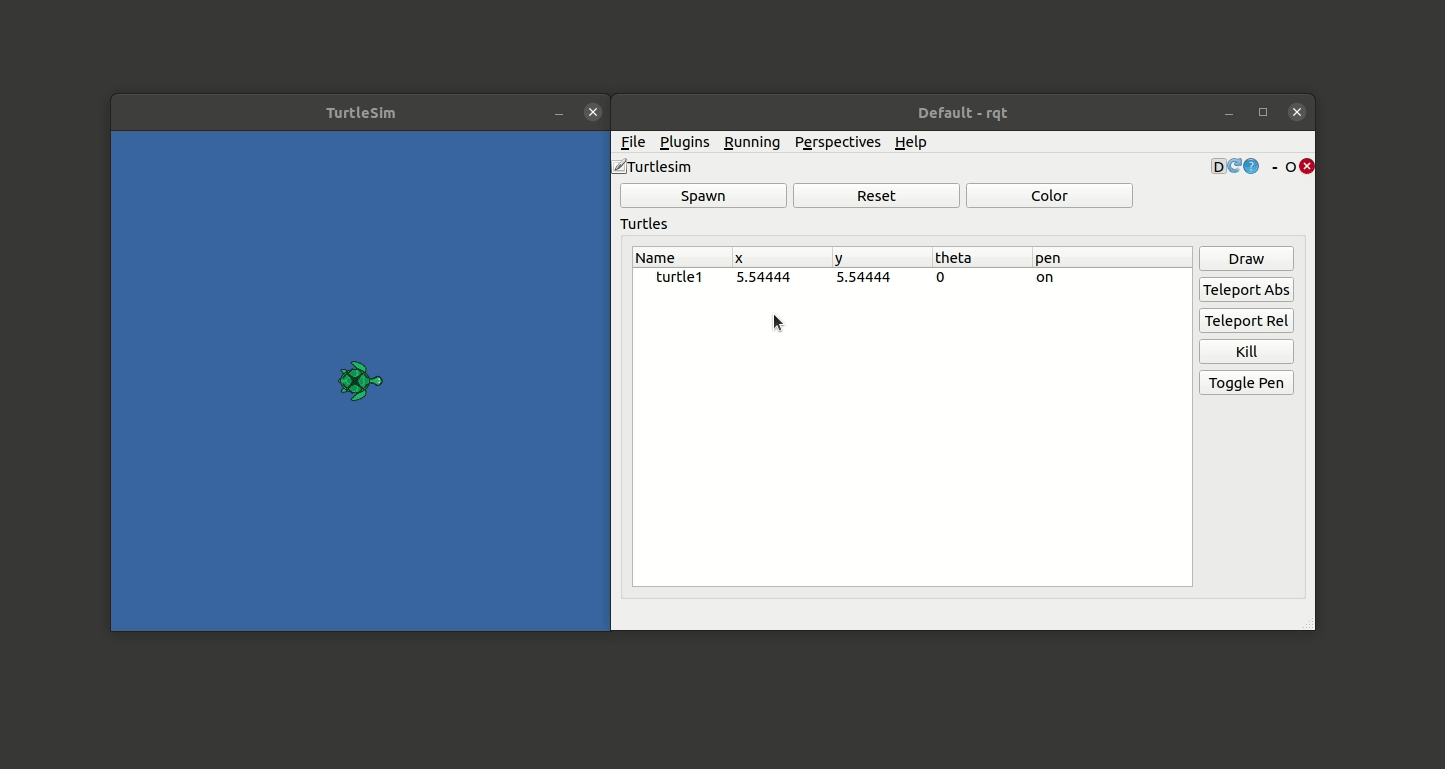 TurtleSim
Default - rqt
File Plugins Running Perspectives Help
Turtlesim D ? - O
Spawn Reset Color
Turtles
Name x y theta pen
turtle1 5.54444 5.54444 0 on
Draw
Teleport Abs
Teleport Rel
Kill
Toggle Pen